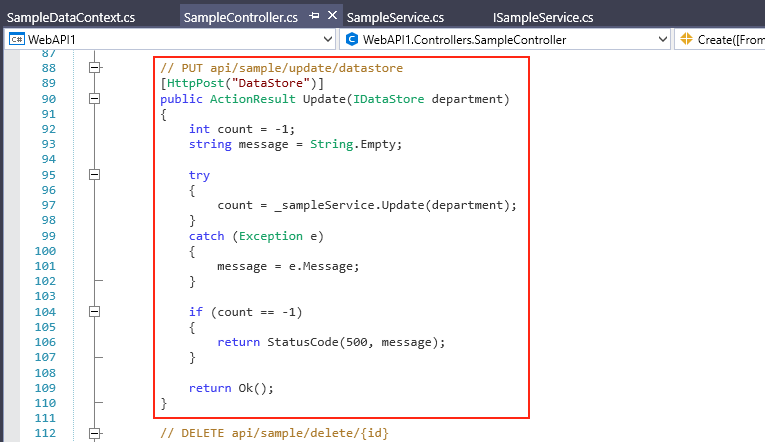 SampleDataContext.cs SampleController.cs SampleService.cs ISampleService.cs
C# WebAPI1 WebAPI1.Controllers.SampleController Create([From
87
88 // PUT api/sample/update/datastore
89 [HttpPost("DataStore")]
90 public ActionResult Update(IDataStore department)
91 {
92 int count = -1;
93 string message = String.Empty;
94
95 try
96 {
97 count = _sampleService.Update(department);
98 }
99 catch (Exception e)
100 {
101 message = e.Message;
102 }
103
104 if (count == -1)
105 {
106 return StatusCode(500, message);
107 }
108
109 return Ok();
110 }
111
112 // DELETE api/sample/delete/{id}